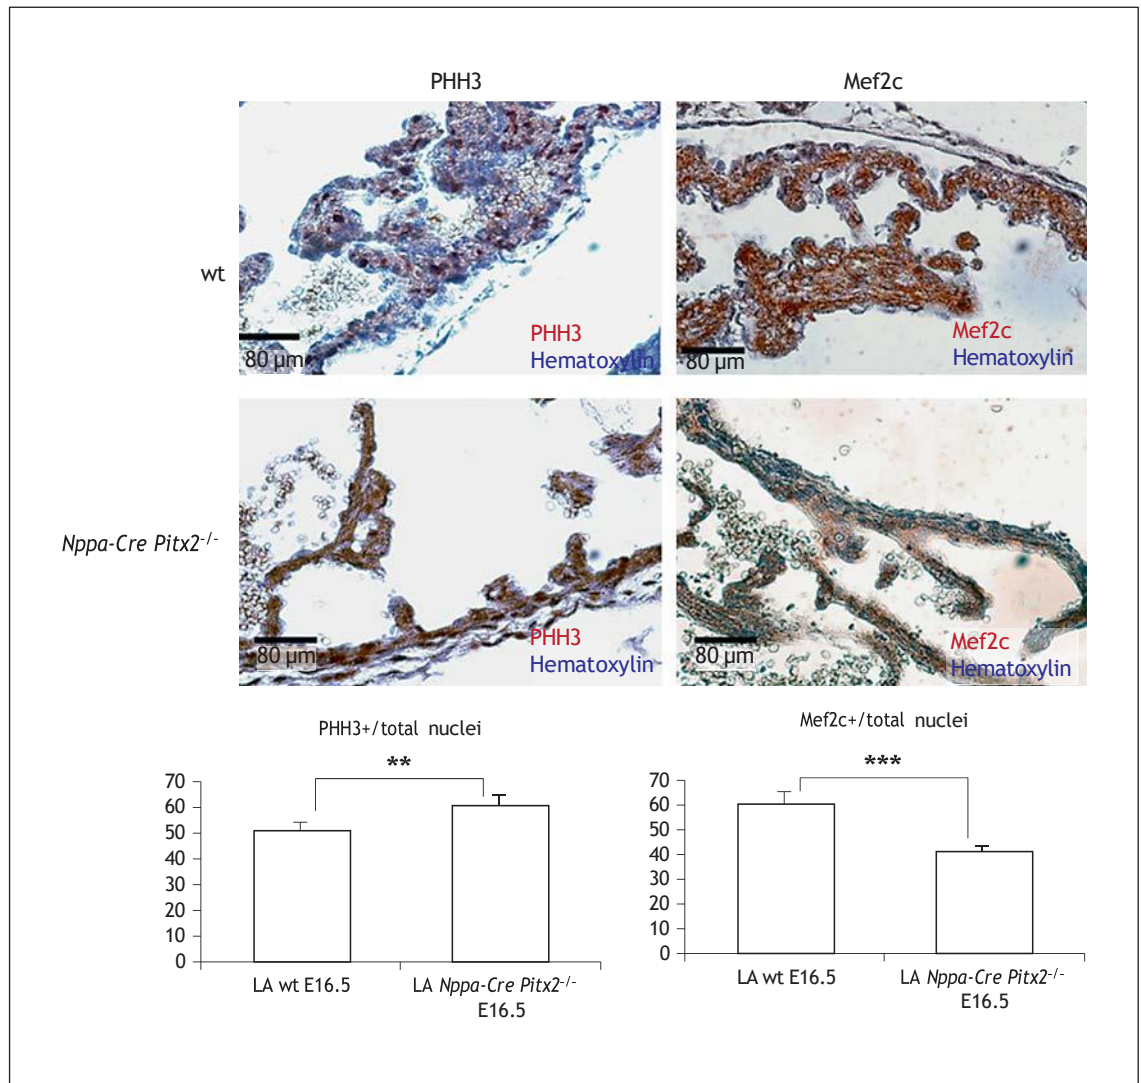 PHH3
Mef2c
wt
PHH3
Hematoxylin
80 µm
Mef2c
Hematoxylin
80 µm
Nppa-Cre Pitx2-/-
PHH3
Hematoxylin
80 µm
Mef2c
Hematoxylin
80 µm
PHH3+/total nuclei
**
70
60
50
40
30
20
10
0
LA wt E16.5
LA Nppa-Cre Pitx2-/-
E16.5
Mef2c+/total nuclei
***
70
60
50
40
30
20
10
0
LA wt E16.5
LA Nppa-Cre Pitx2-/-
E16.5